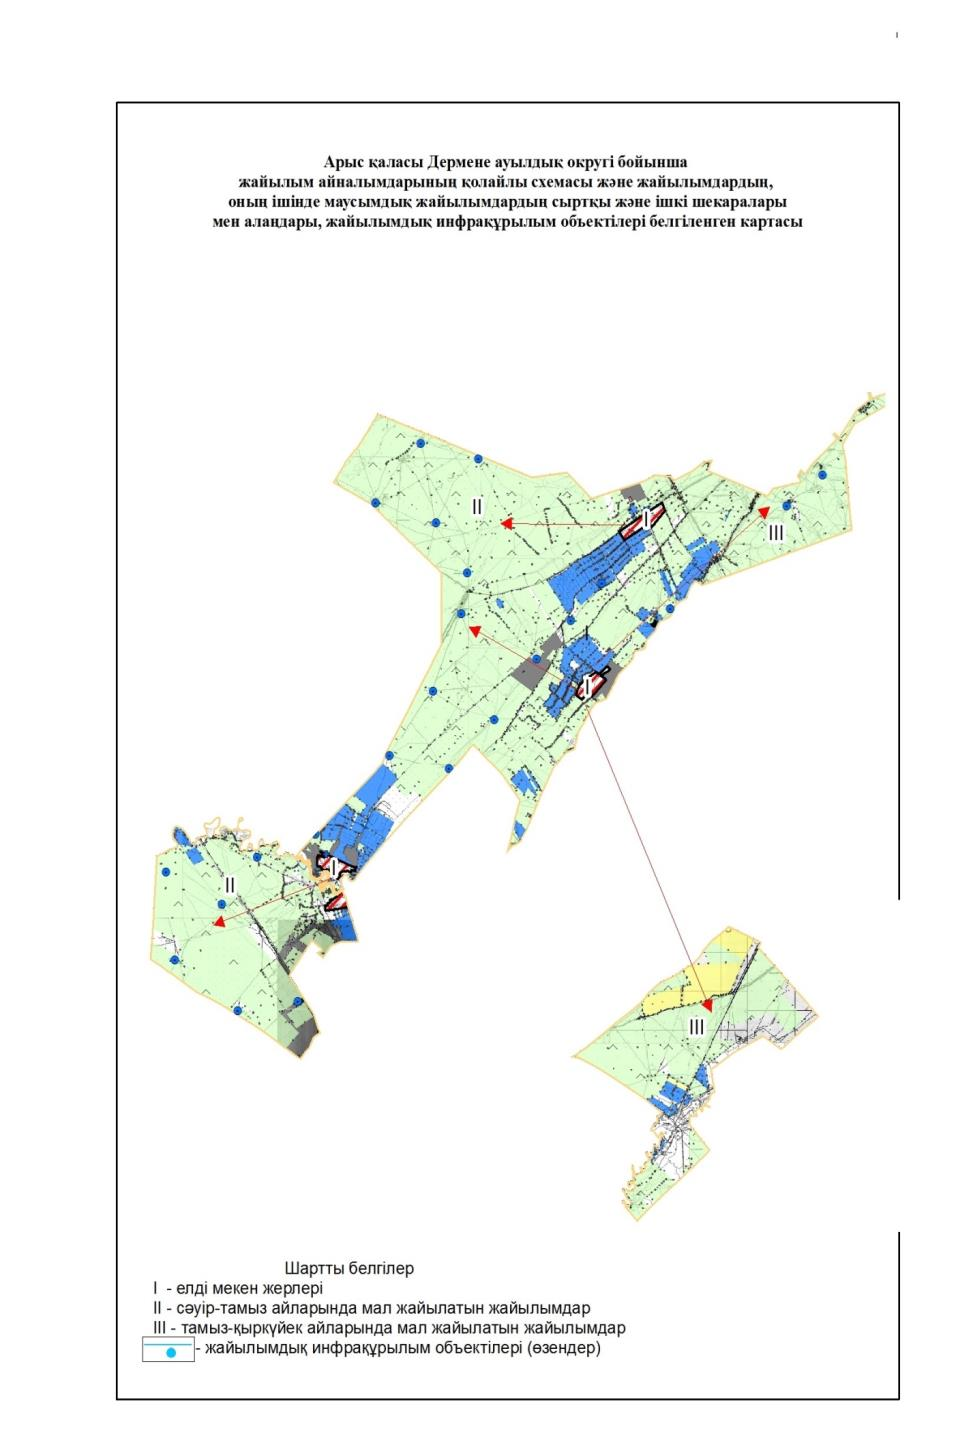 Арыс қаласы Дермене ауылдық округі бойынша
жайылым айналымдарының қолайлы схемасы және жайылымдардың,
оның ішінде маусымдық жайылымдардың сыртқы және ішкі шекаралары
мен алаңдары, жайылымдық инфрақұрылым объектілері белгіленген картасы
II
I
III
I
I
II
III
Шартты белгілер
I - елді мекен жерлері
II - сәуір-тамыз айларында мал жайылатын жайылымдар
III - тамыз-қыркүйек айларында мал жайылатын жайылымдар
- жайылымдық инфрақұрылым объектілері (өзендер)